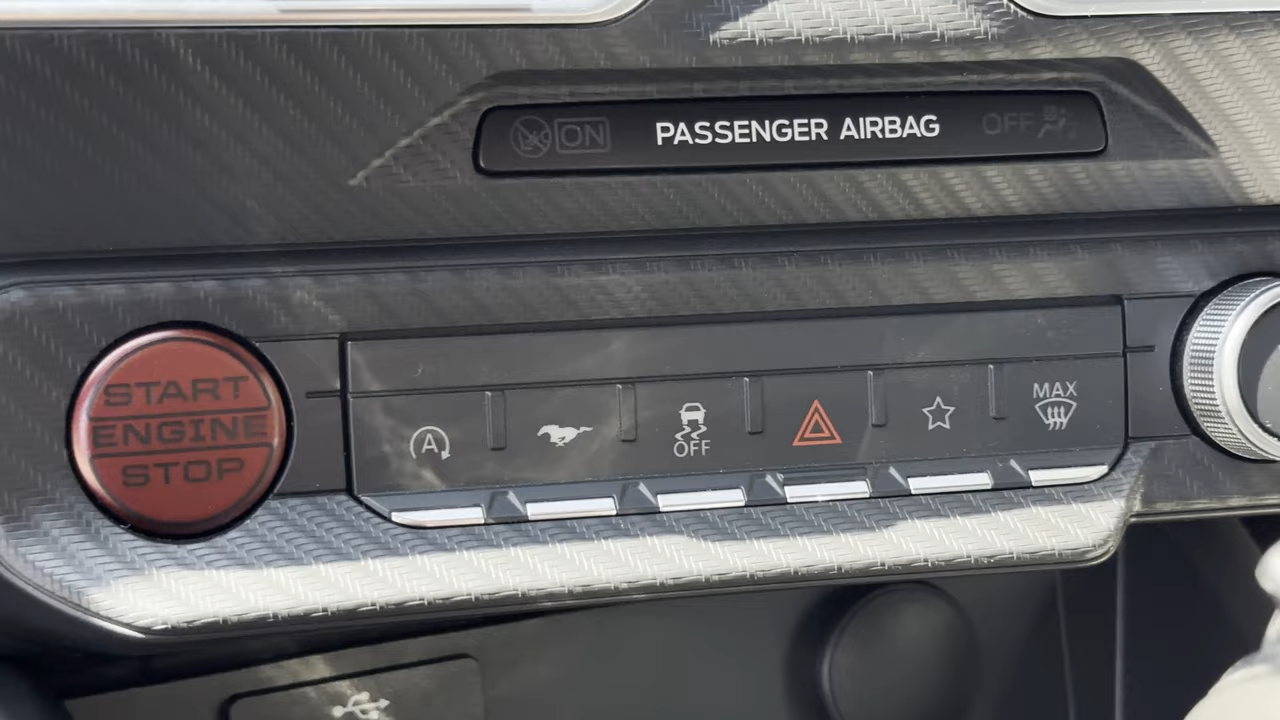 ON PASSENGER AIRBAG OFF
START
ENGINE
STOP
A
OFF
MAX